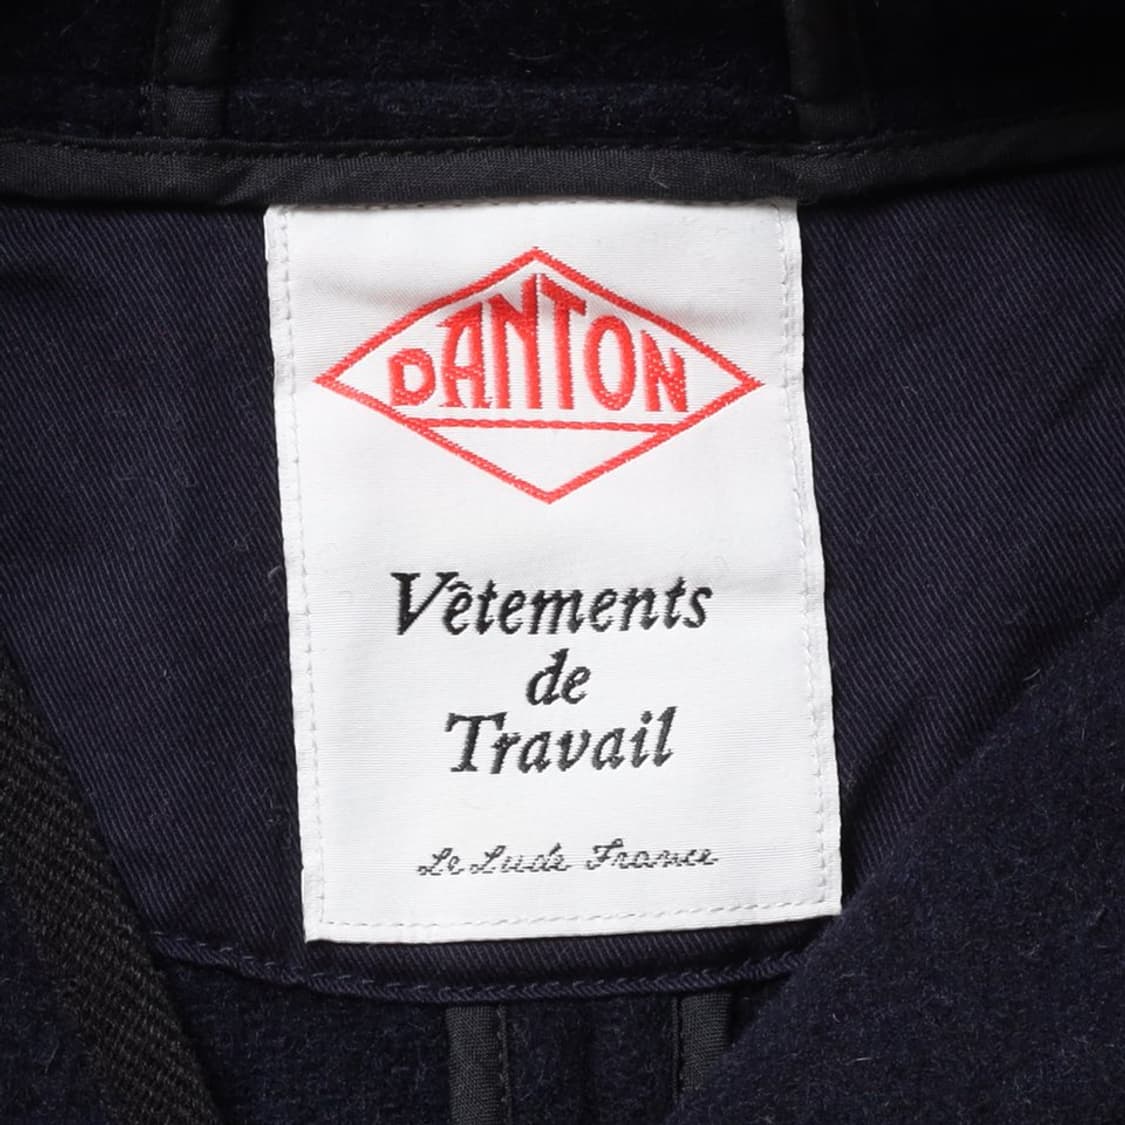 DANTON
Vêtements
de
Travail
Le Lude France